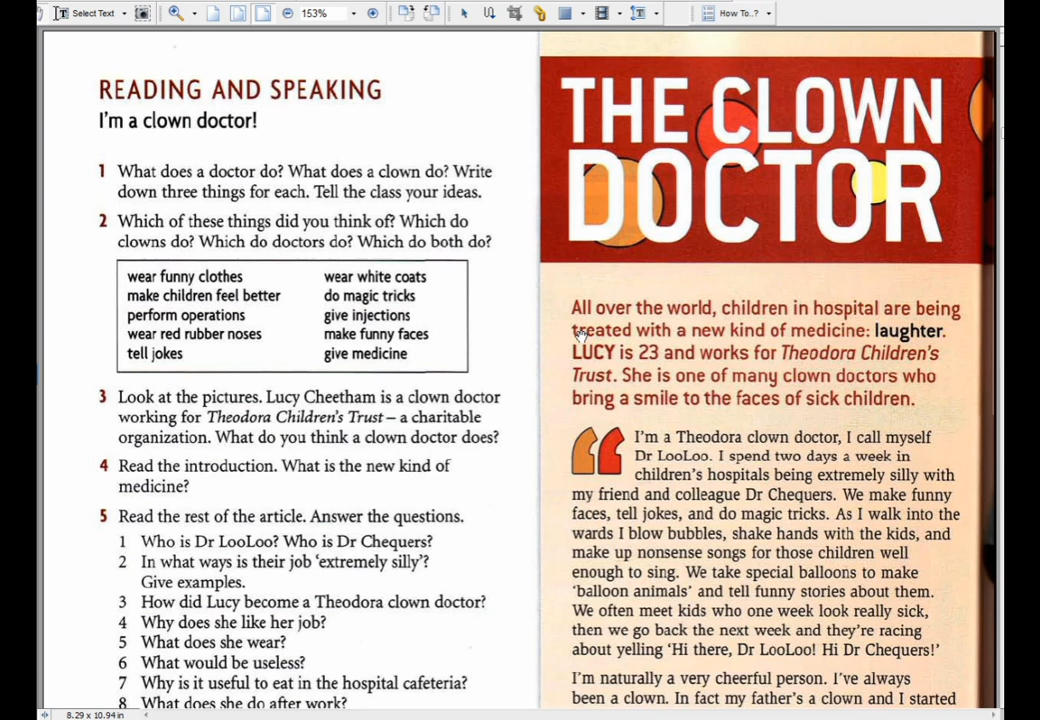 Select Text
153%
How To..?
READING AND SPEAKING
I'm a clown doctor!
1 What does a doctor do? What does a clown do? Write
down three things for each. Tell the class your ideas.
2 Which of these things did you think of? Which do
clowns do? Which do doctors do? Which do both do?
wear funny clothes
make children feel better
perform operations
wear red rubber noses
tell jokes
wear white coats
do magic tricks
give injections
make funny faces
give medicine
3 Look at the pictures. Lucy Cheetham is a clown doctor
working for Theodora Children's Trust – a charitable
organization. What do you think a clown doctor does?
4 Read the introduction. What is the new kind of
medicine?
5 Read the rest of the article. Answer the questions.
1 Who is Dr LooLoo? Who is Dr Chequers?
2 In what ways is their job 'extremely silly'?
Give examples.
3 How did Lucy become a Theodora clown doctor?
4 Why does she like her job?
5 What does she wear?
6 What would be useless?
7 Why is it useful to eat in the hospital cafeteria?
8 What does she do after work?
THE CLOWN
DOCTOR
All over the world, children in hospital are being
treated with a new kind of medicine: laughter.
LUCY is 23 and works for Theodora Children's
Trust. She is one of many clown doctors who
bring a smile to the faces of sick children.
“ I'm a Theodora clown doctor, I call myself
Dr LooLoo. I spend two days a week in
children's hospitals being extremely silly with
my friend and colleague Dr Chequers. We make funny
faces, tell jokes, and do magic tricks. As I walk into the
wards I blow bubbles, shake hands with the kids, and
make up nonsense songs for those children well
enough to sing. We take special balloons to make
'balloon animals' and tell funny stories about them.
We often meet kids who one week look really sick,
then we go back the next week and they're racing
about yelling 'Hi there, Dr LooLoo! Hi Dr Chequers!'
I'm naturally a very cheerful person. I've always
been a clown. In fact my father's a clown and I started
8.29 x 10.94 in